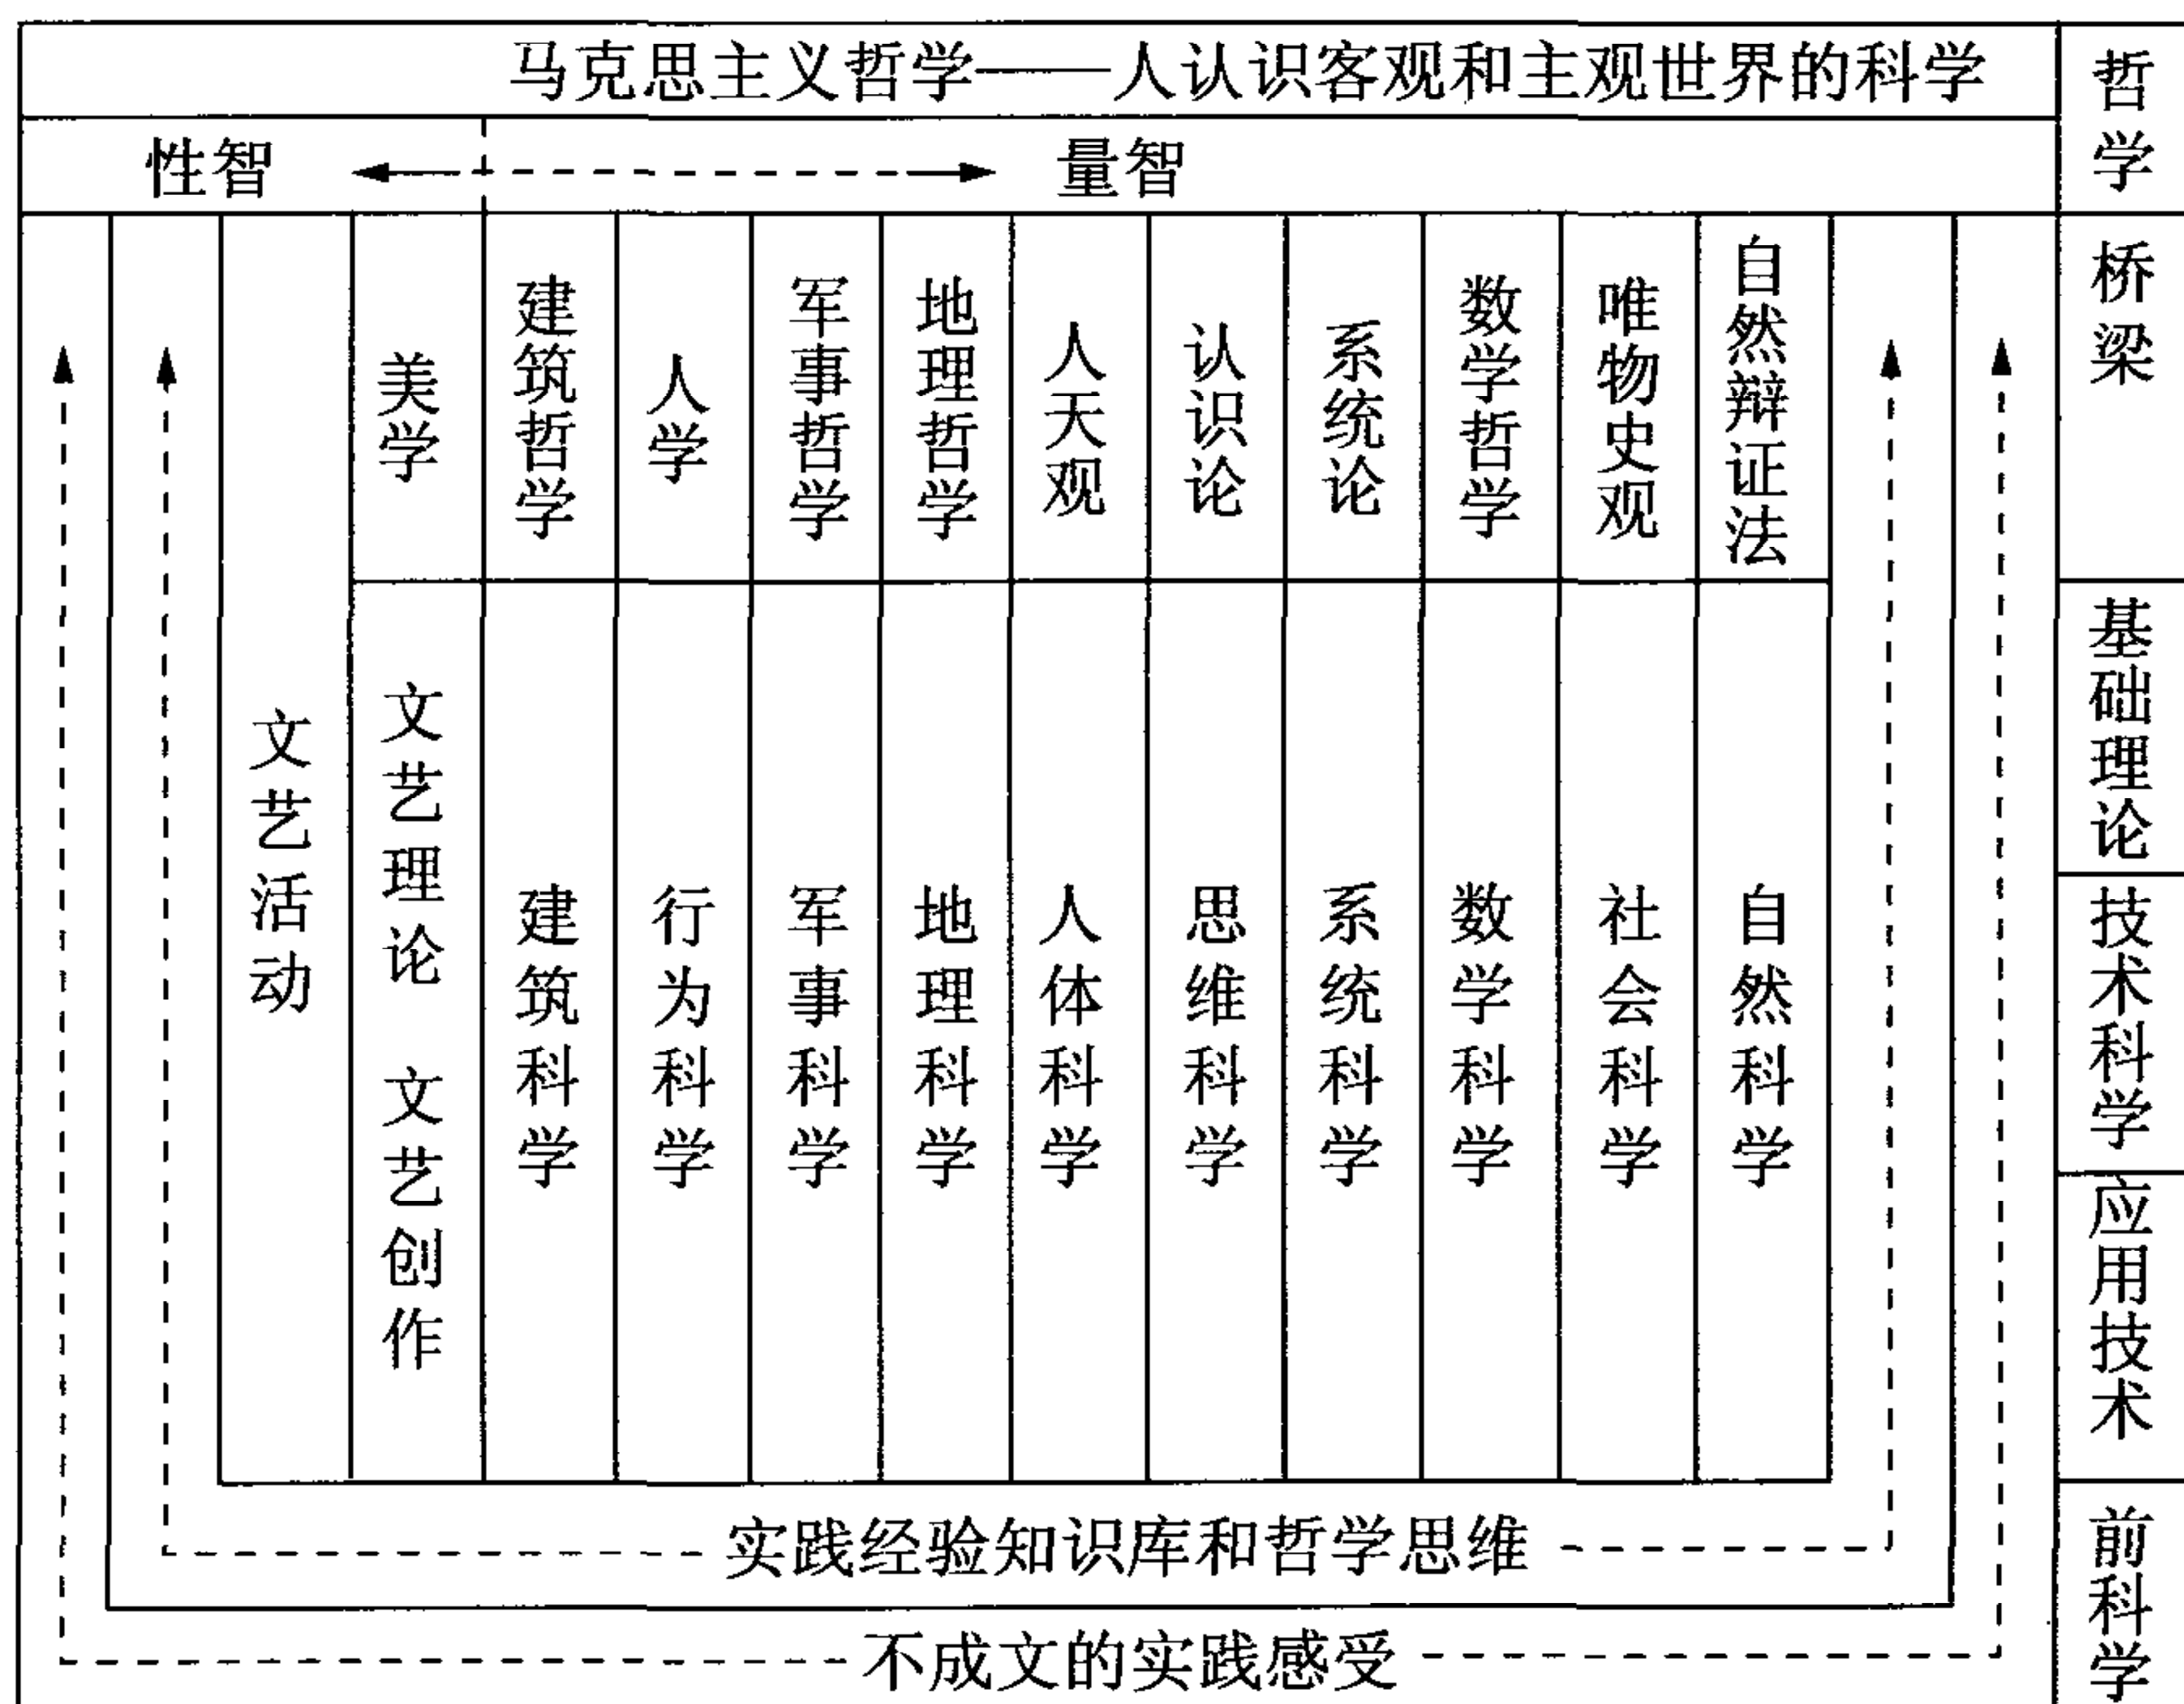 马克思主义哲学——人认识客观和主观世界的科学
哲学
性智
量智
美学
建筑哲学
人学
军事哲学
地理哲学
人天观
认识论
系统论
数学哲学
唯物史观
自然辩证法
桥梁
文艺活动
文艺理论 文艺创作
建筑科学
行为科学
军事科学
地理科学
人体科学
思维科学
系统科学
数学科学
社会科学
自然科学
基础理论
技术科学
应用技术
实践经验知识库和哲学思维
不成文的实践感受
前科学